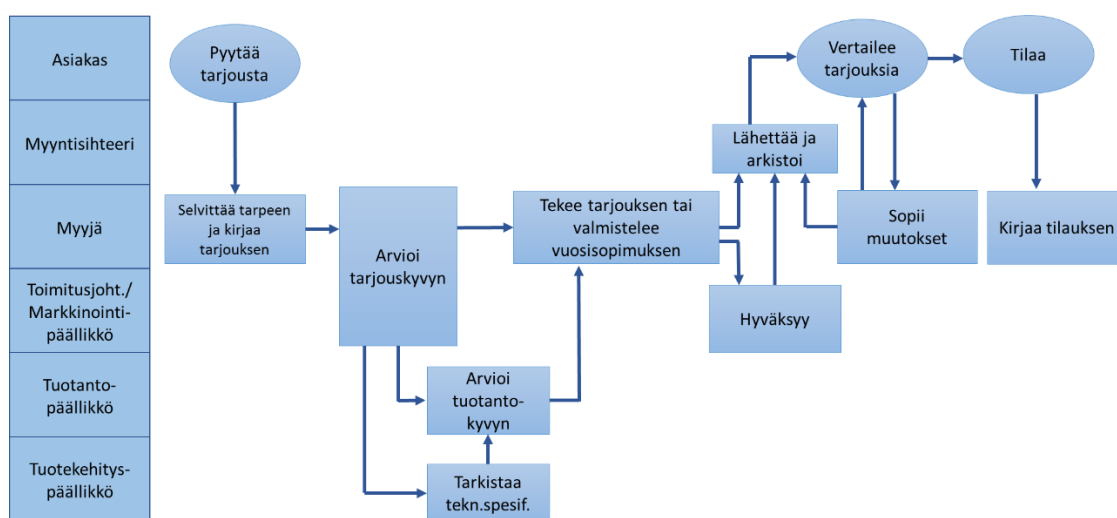 Asiakas
Myyntisihteeri
Myyjä
Toimitusjoht./
Markkinointi-
päällikkö
Tuotanto-
päällikkö
Tuotekehitys-
päällikkö
Pyytää
tarjousta
Selvittää tarpeen
ja kirjaa
tarjouksen
Arvioi
tarjouskyvyn
Arvioi
tuotanto-
kyvyn
Tarkistaa
tekn.spesif.
Tekee tarjouksen tai
valmistelee
vuosisopimuksen
Hyväksyy
Lähettää ja
arkistoi
Vertailee
tarjouksia
Sopii
muutokset
Tilaa
Kirjaa tilauksen